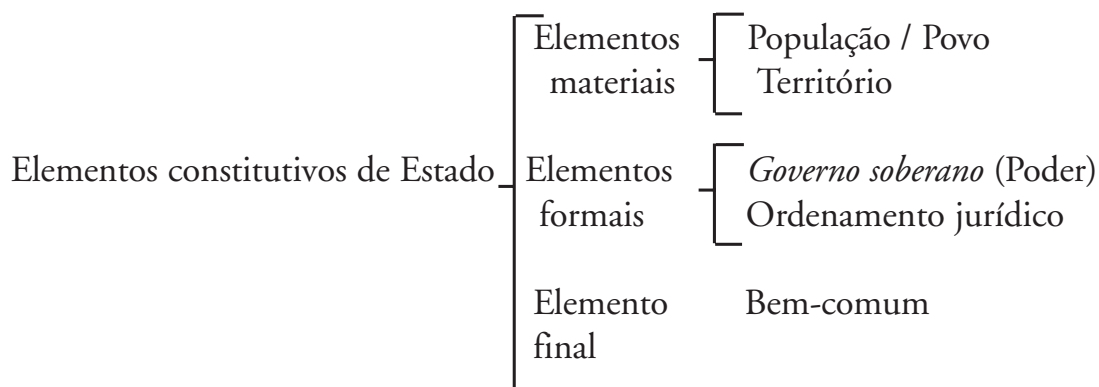 Elementos População / Povo
materiais Território
Elementos constitutivos de Estado Elementos Governo soberano (Poder)
formais Ordenamento jurídico
Elemento Bem-comum
final